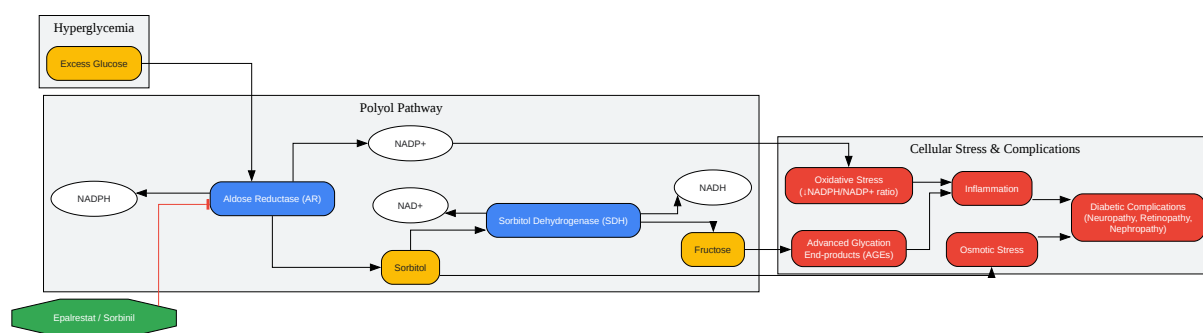 Hyperglycemia
Excess Glucose
Polyol Pathway
NADP+
NADPH
Aldose Reductase (AR)
NAD+
NADH
Sorbitol Dehydrogenase (SDH)
Sorbitol
Fructose
Cellular Stress & Complications
Oxidative Stress
(↓NADPH/NADP+ ratio)
Inflammation
Diabetic Complications
(Neuropathy, Retinopathy,
Nephropathy)
Advanced Glycation
End-products (AGEs)
Osmotic Stress
Epalrestat / Sorbinil